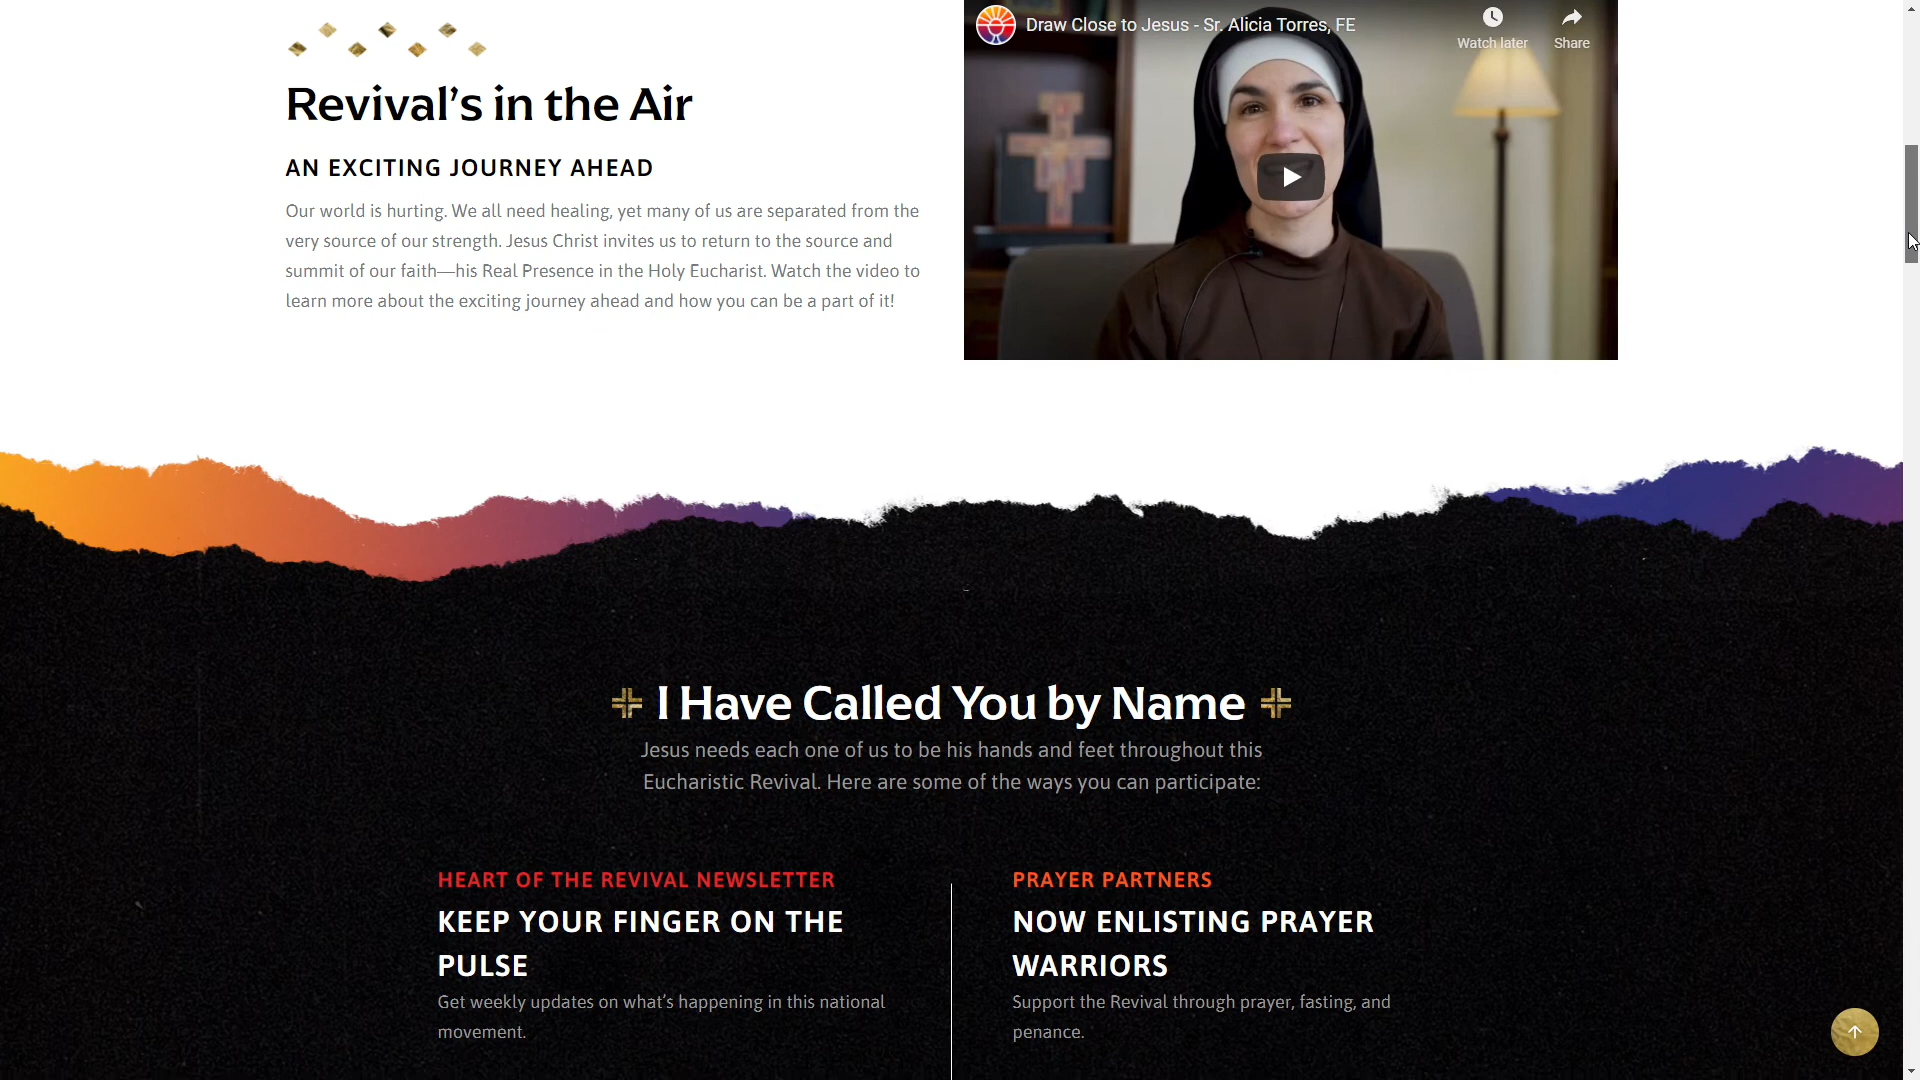 Revival’s in the Air
AN EXCITING JOURNEY AHEAD
Our world is hurting. We all need healing, yet many of us are separated from the
very source of our strength. Jesus Christ invites us to return to the source and
summit of our faith—his Real Presence in the Holy Eucharist. Watch the video to
learn more about the exciting journey ahead and how you can be a part of it!
Draw Close to Jesus - Sr. Alicia Torres, FE
Watch later
Share
I Have Called You by Name
Jesus needs each one of us to be his hands and feet throughout this
Eucharistic Revival. Here are some of the ways you can participate:
HEART OF THE REVIVAL NEWSLETTER
KEEP YOUR FINGER ON THE
PULSE
Get weekly updates on what’s happening in this national
movement.
PRAYER PARTNERS
NOW ENLISTING PRAYER
WARRIORS
Support the Revival through prayer, fasting, and
penance.